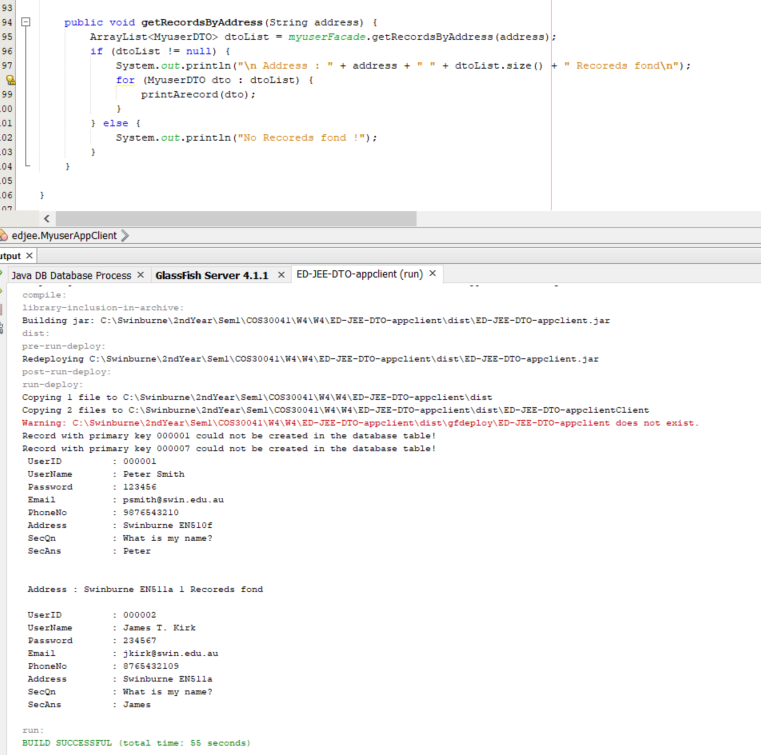 93
94 public void getRecordsByAddress(String address) {
95 ArrayList<MyuserDTO> dtoList = myuserFacade.getRecordsByAddress(address);
96 if (dtoList != null) {
97 System.out.println("\n Address : " + address + " " + dtoList.size() + " Recoreds fond\n");
for (MyuserDTO dto : dtoList) {
99 printArecord(dto);
00 }
01 } else {
02 System.out.println("No Recoreds fond !");
03 }
04 }
05
06 }
07
edjee.MyuserAppClient
utput
Java DB Database Process GlassFish Server 4.1.1 ED-JEE-DTO-appclient (run)
compile:
library-inclusion-in-archive:
Building jar: C:\Swinburne\2ndYear\Sem1\COS30041\W4\W4\ED-JEE-DTO-appclient\dist\ED-JEE-DTO-appclient.jar
dist:
pre-run-deploy:
Redeploying C:\Swinburne\2ndYear\Sem1\COS30041\W4\W4\ED-JEE-DTO-appclient\dist\ED-JEE-DTO-appclient.jar
post-run-deploy:
run-deploy:
Copying 1 file to C:\Swinburne\2ndYear\Sem1\COS30041\W4\W4\ED-JEE-DTO-appclient\dist
Copying 2 files to C:\Swinburne\2ndYear\Sem1\COS30041\W4\W4\ED-JEE-DTO-appclient\dist\ED-JEE-DTO-appclientClient
Warning: C:\Swinburne\2ndYear\Sem1\COS30041\W4\W4\ED-JEE-DTO-appclient\dist\gfdeploy\ED-JEE-DTO-appclient does not exist.
Record with primary key 000001 could not be created in the database table!
Record with primary key 000007 could not be created in the database table!
UserID : 000001
UserName : Peter Smith
Password : 123456
Email : psmith@swin.edu.au
PhoneNo : 9876543210
Address : Swinburne EN510f
SecQn : What is my name?
SecAns : Peter
Address : Swinburne EN511a 1 Recoreds fond
UserID : 000002
UserName : James T. Kirk
Password : 234567
Email : jkirk@swin.edu.au
PhoneNo : 8765432109
Address : Swinburne EN511a
SecQn : What is my name?
SecAns : James
run:
BUILD SUCCESSFUL (total time: 55 seconds)